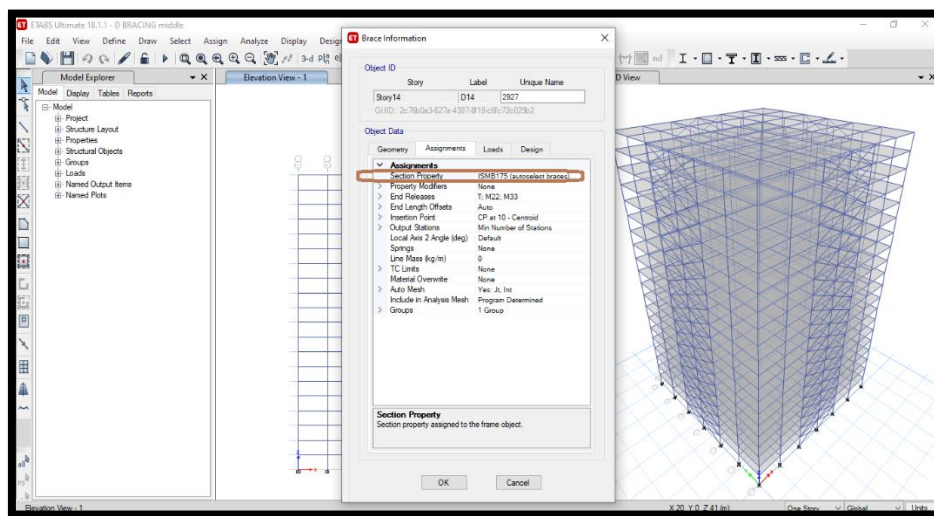 ETABS Ultimate 18.1.1 - D BRACING middle
File Edit View Define Draw Select Assign Analyze Display Design
3-d
nd
Model Explorer
Model Display Tables Reports
Model
Project
Structure Layout
Properties
Structural Objects
Groups
Loads
Named Output Items
Named Plots
Elevation View - 1
D View
Brace Information
Object ID
Story Label Unique Name
Story14 D14 2927
Object Data
Geometry Assignments Loads Design
Assignments
Section Property ISMB175 (autoselect braces)
Property Modifiers None
End Releases T; M22; M33
End Length Offsets Auto
Insertion Point CP at 10 - Centroid
Output Stations Min Number of Stations
Local Axis 2 Angle (deg) Default
Springs None
Line Mass (kg/m) 0
TC Limits None
Material Overwrite None
Auto Mesh Yes: Jt, Int
Include in Analysis Mesh Program Determined
Groups 1 Group
Section Property
Section property assigned to the frame object.
OK Cancel
Elevation View - 1
X 20 Y 0 Z 41 (m) One Story Global Units